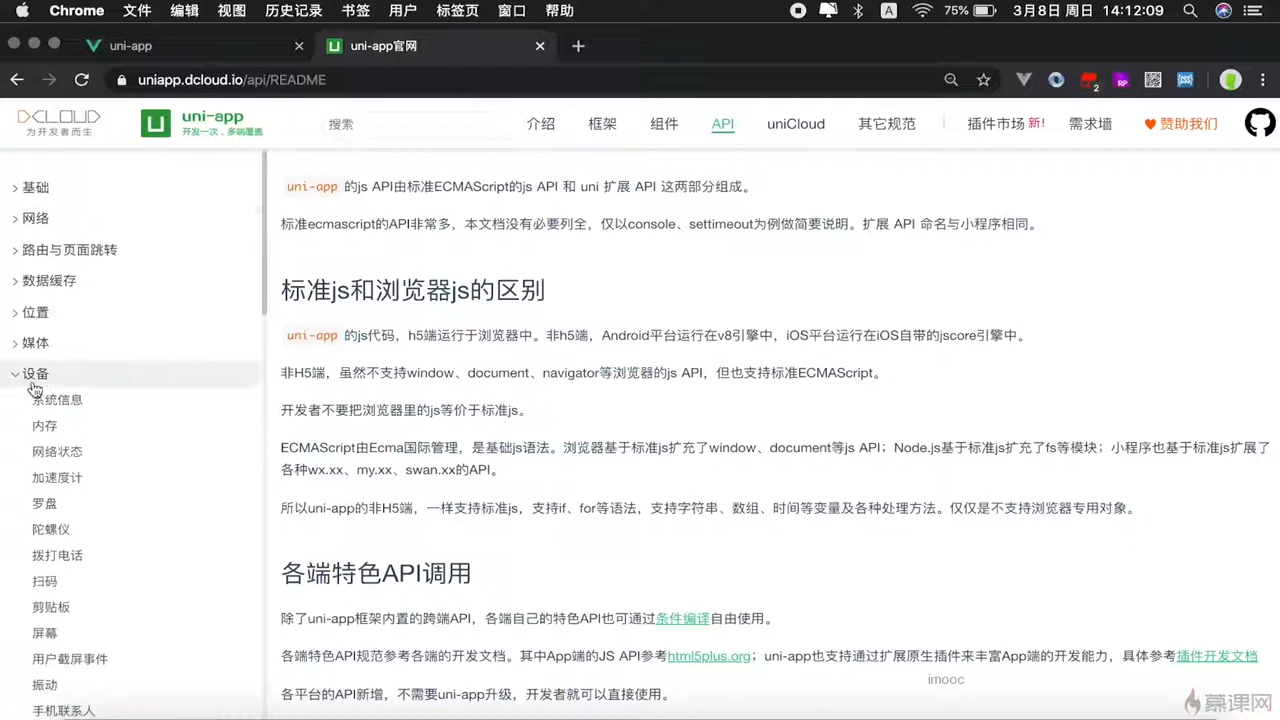 Chrome 文件 编辑 视图 历史记录 书签 用户 标签页 窗口 帮助 A 75% 3月8日 周日 14:12:09
uni-app uni-app官网
uniapp.dcloud.io/api/README RP 2 CSS
DCLOUD 为开发者而生 uni-app 开发一次，多端覆盖 搜索 介绍 框架 组件 API uniCloud 其它规范 插件市场 新! 需求墙 赞助我们
基础
网络
路由与页面跳转
数据缓存
位置
媒体
设备
系统信息
内存
网络状态
加速度计
罗盘
陀螺仪
拨打电话
扫码
剪贴板
屏幕
用户截屏事件
振动
手机联系人
uni-app 的js API由标准ECMAScript的js API 和 uni 扩展 API 这两部分组成。
标准ecmascript的API非常多，本文档没有必要列全，仅以console、settimeout为例做简要说明。扩展 API 命名与小程序相同。
标准js和浏览器js的区别
uni-app 的js代码，h5端运行于浏览器中。非h5端，Android平台运行在v8引擎中，iOS平台运行在iOS自带的jscore引擎中。
非H5端，虽然不支持window、document、navigator等浏览器的js API，但也支持标准ECMAScript。
开发者不要把浏览器里的js等价于标准js。
ECMAScript由Ecma国际管理，是基础js语法。浏览器基于标准js扩充了window、document等js API；Node.js基于标准js扩充了fs等模块；小程序也基于标准js扩展了
各种wx.xx、my.xx、swan.xx的API。
所以uni-app的非H5端，一样支持标准js，支持if、for等语法，支持字符串、数组、时间等变量及各种处理方法。仅仅是不支持浏览器专用对象。
各端特色API调用
除了uni-app框架内置的跨端API，各端自己的特色API也可通过条件编译自由使用。
各端特色API规范参考各端的开发文档。其中App端的JS API参考html5plus.org；uni-app也支持通过扩展原生插件来丰富App端的开发能力，具体参考插件开发文档
各平台的API新增，不需要uni-app升级，开发者就可以直接使用。
imooc
慕课网